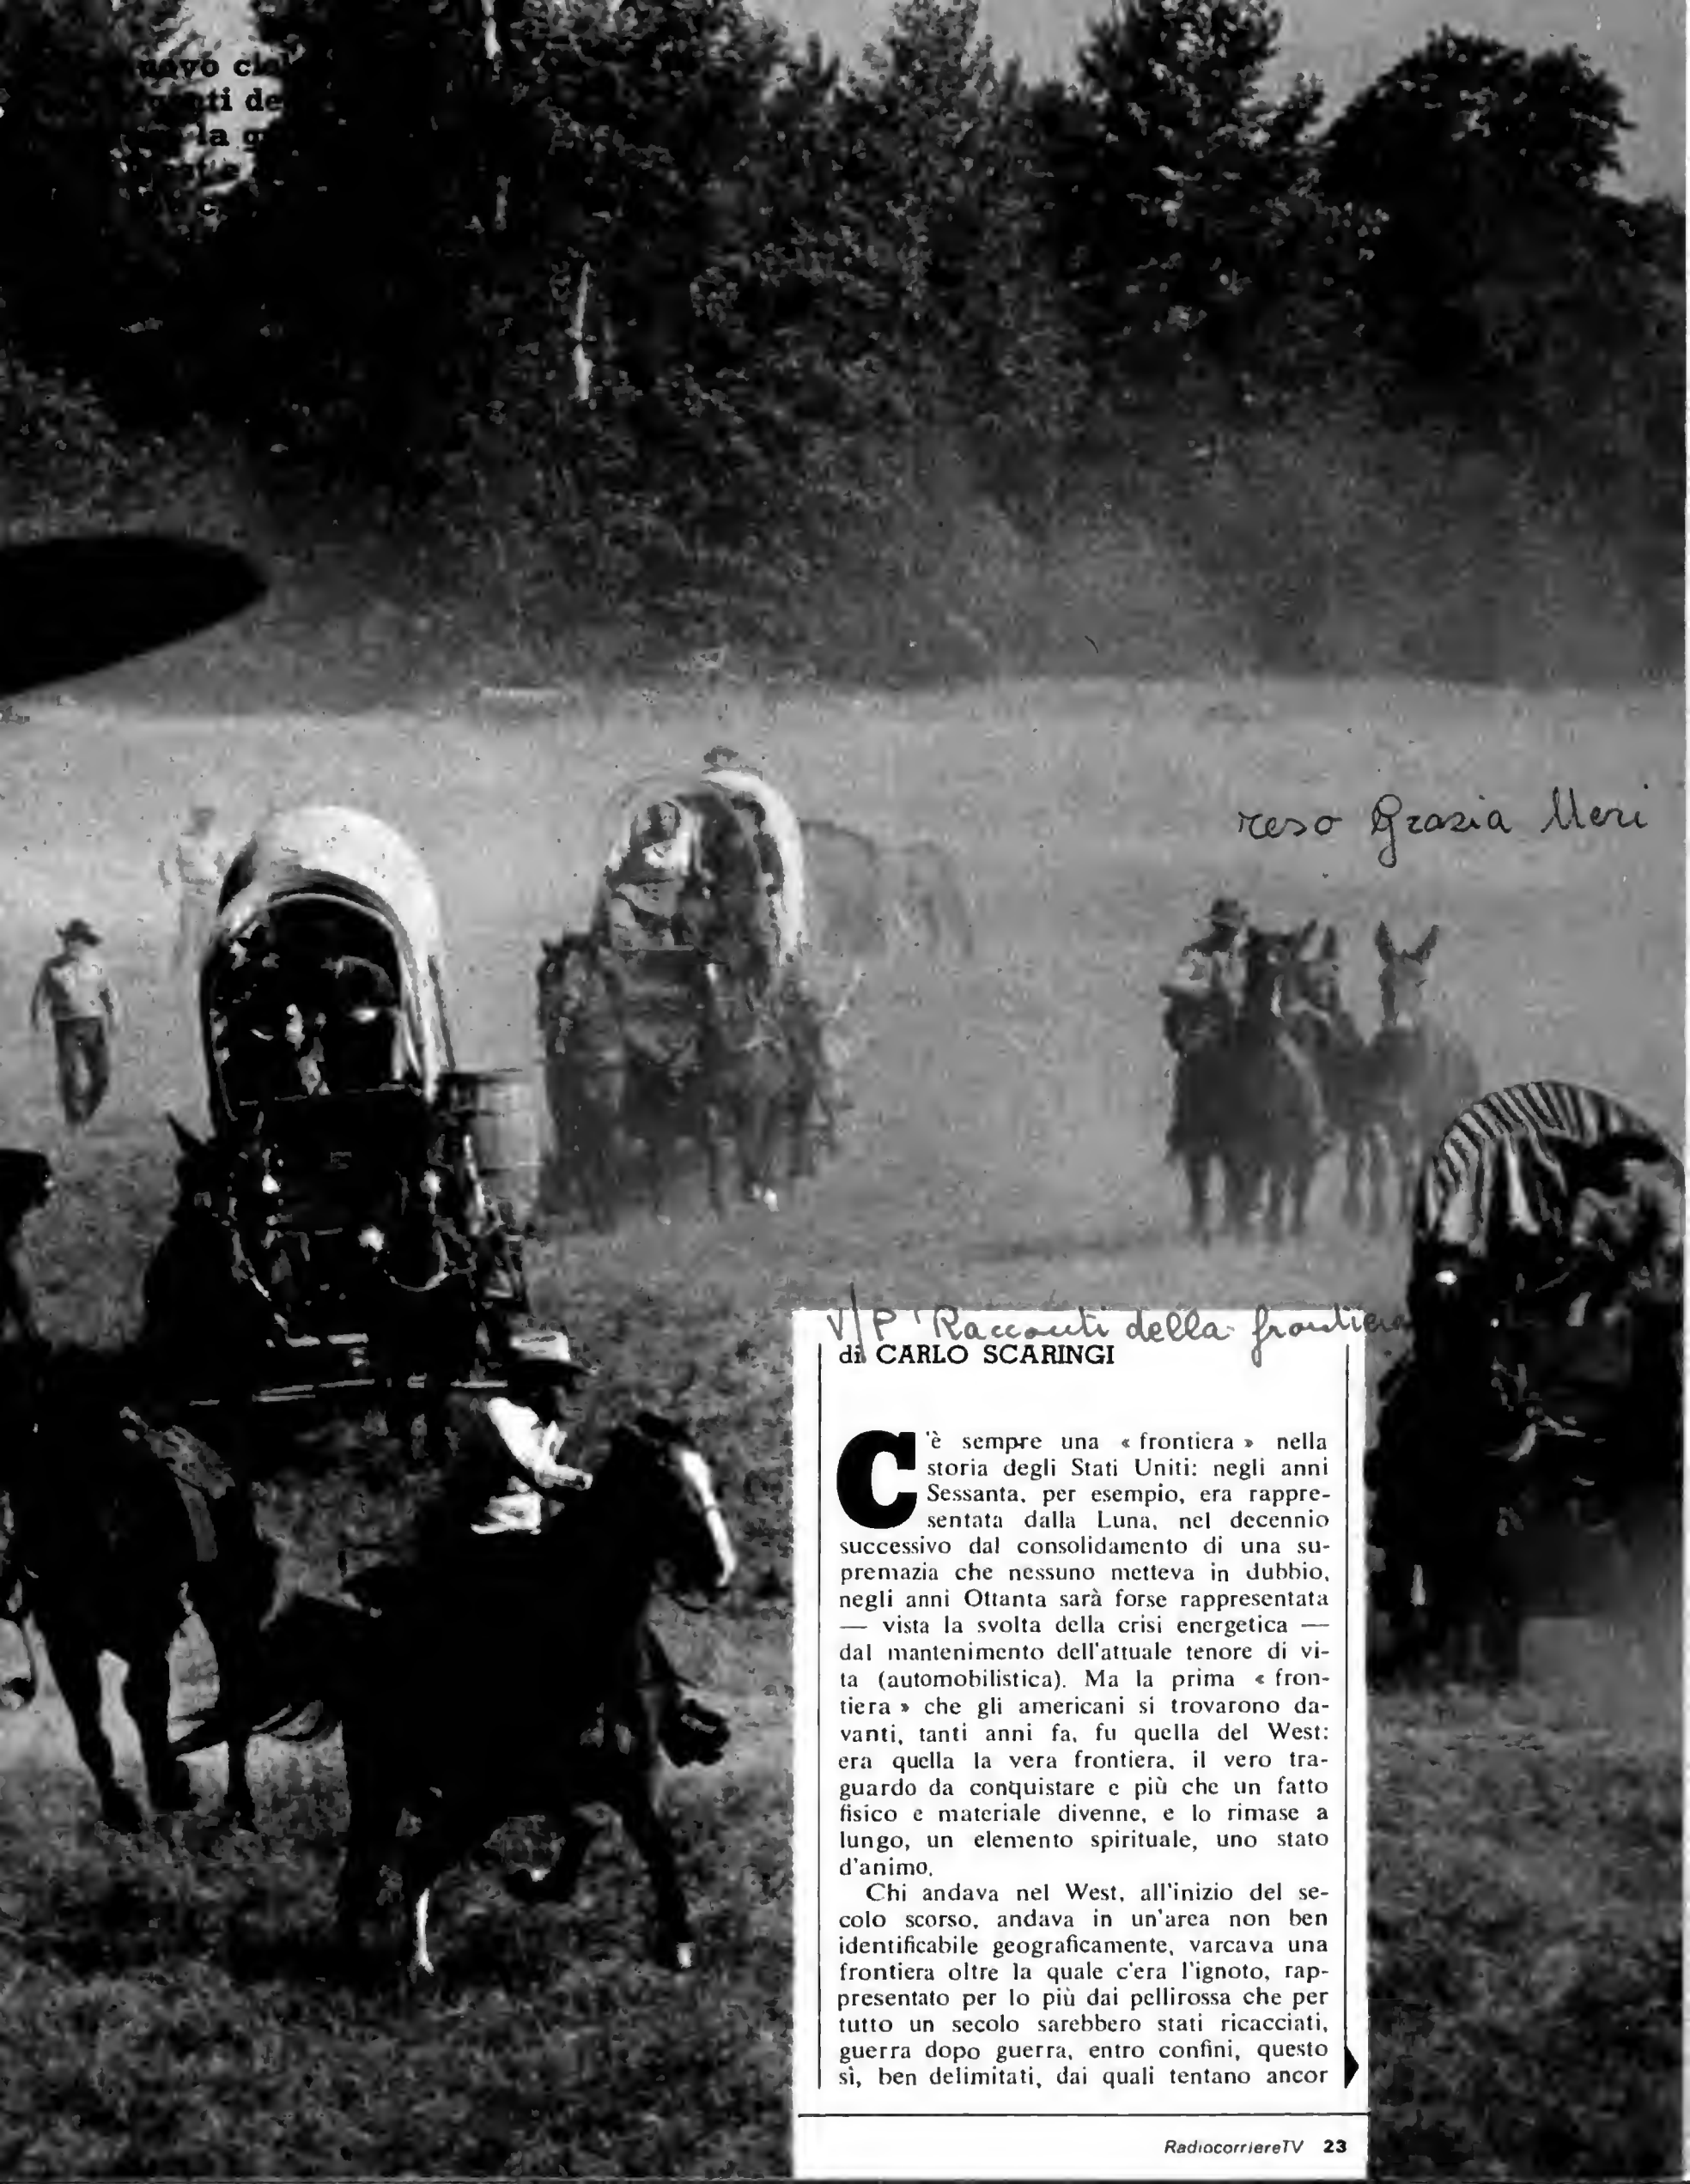 la
reso Grazia Meri
V/P "Racconti della frontiera
di CARLO SCARINGI
C'è sempre una « frontiera » nella
storia degli Stati Uniti: negli anni
Sessanta, per esempio, era rappre-
sentata dalla Luna, nel decennio
successivo dal consolidamento di una su-
premazia che nessuno metteva in dubbio,
negli anni Ottanta sarà forse rappresentata
— vista la svolta della crisi energetica —
dal mantenimento dell'attuale tenore di vi-
ta (automobilistica). Ma la prima « fron-
tiera » che gli americani si trovarono da-
vanti, tanti anni fa, fu quella del West:
era quella la vera frontiera, il vero tra-
guardo da conquistare e più che un fatto
fisico e materiale divenne, e lo rimase a
lungo, un elemento spirituale, uno stato
d'animo.
Chi andava nel West, all'inizio del se-
colo scorso, andava in un'area non ben
identificabile geograficamente, varcava una
frontiera oltre la quale c'era l'ignoto, rap-
presentato per lo più dai pellirossa che per
tutto un secolo sarebbero stati ricacciati,
guerra dopo guerra, entro confini, questo
sì, ben delimitati, dai quali tentano ancor
RadiocorriereTV 23